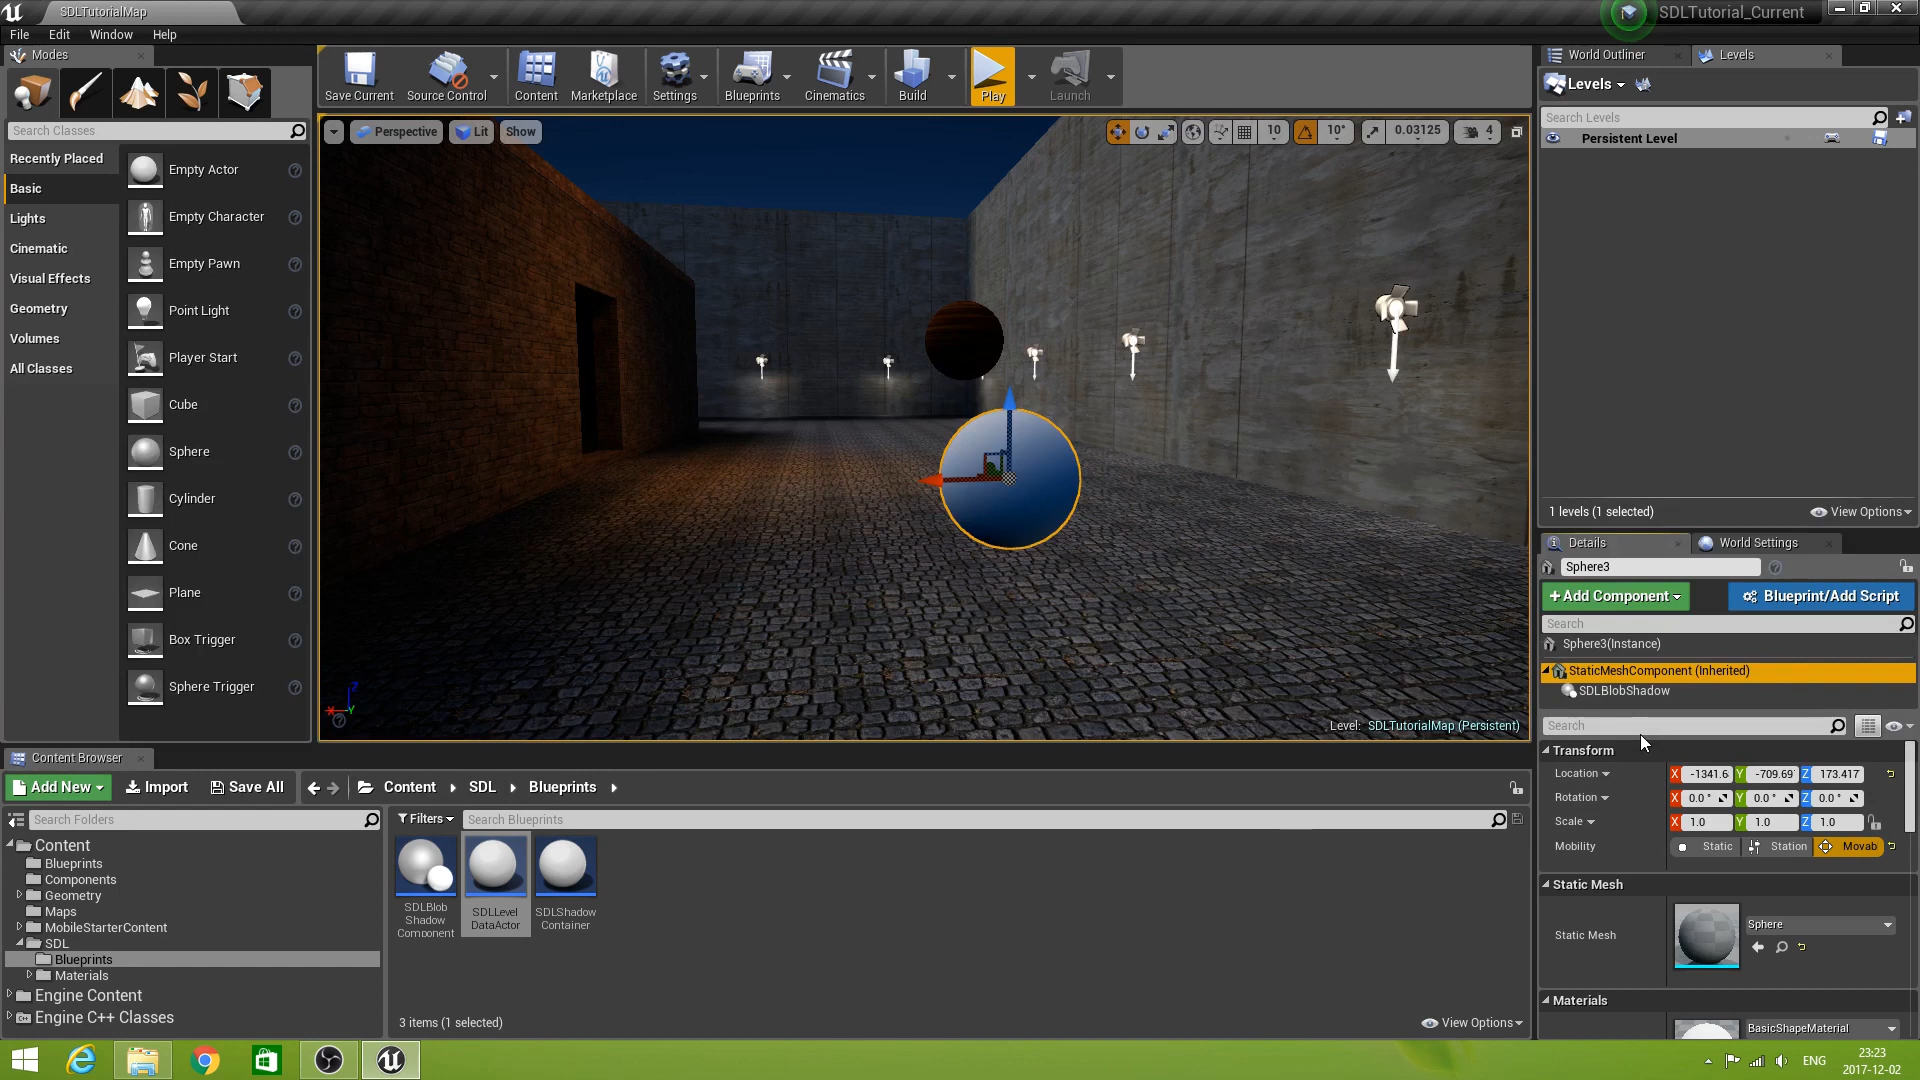 SDLTutorialMap
SDLTutorial_Current
File Edit Window Help
Modes
Search Classes
Recently Placed
Basic
Lights
Cinematic
Visual Effects
Geometry
Volumes
All Classes
Empty Actor
Empty Character
Empty Pawn
Point Light
Player Start
Cube
Sphere
Cylinder
Cone
Plane
Box Trigger
Sphere Trigger
Save Current Source Control Content Marketplace Settings Blueprints Cinematics Build Play Launch
Perspective Lit Show
10 10° 0.03125 4
X Z Y
Level: SDLTutorialMap (Persistent)
World Outliner Levels
Levels
Search Levels
Persistent Level
1 levels (1 selected) View Options
Details World Settings
Sphere3
+Add Component Blueprint/Add Script
Search
Sphere3(Instance)
StaticMeshComponent (Inherited)
SDLBlobShadow
Search
Transform
Location X -1341.6 Y -709.69 Z 173.417
Rotation X 0.0 ° Y 0.0 ° Z 0.0 °
Scale X 1.0 Y 1.0 Z 1.0
Mobility Static Station Movab
Static Mesh
Static Mesh Sphere
Materials
BasicShapeMaterial
Content Browser
Add New Import Save All Content SDL Blueprints
Search Folders
Content
Blueprints
Components
Geometry
Maps
MobileStarterContent
SDL
Blueprints
Materials
Engine Content
Engine C++ Classes
Filters Search Blueprints
SDLBlob
Shadow
Component
SDLLevel
DataActor
SDLShadow
Container
3 items (1 selected) View Options
ENG
23:23
2017-12-02